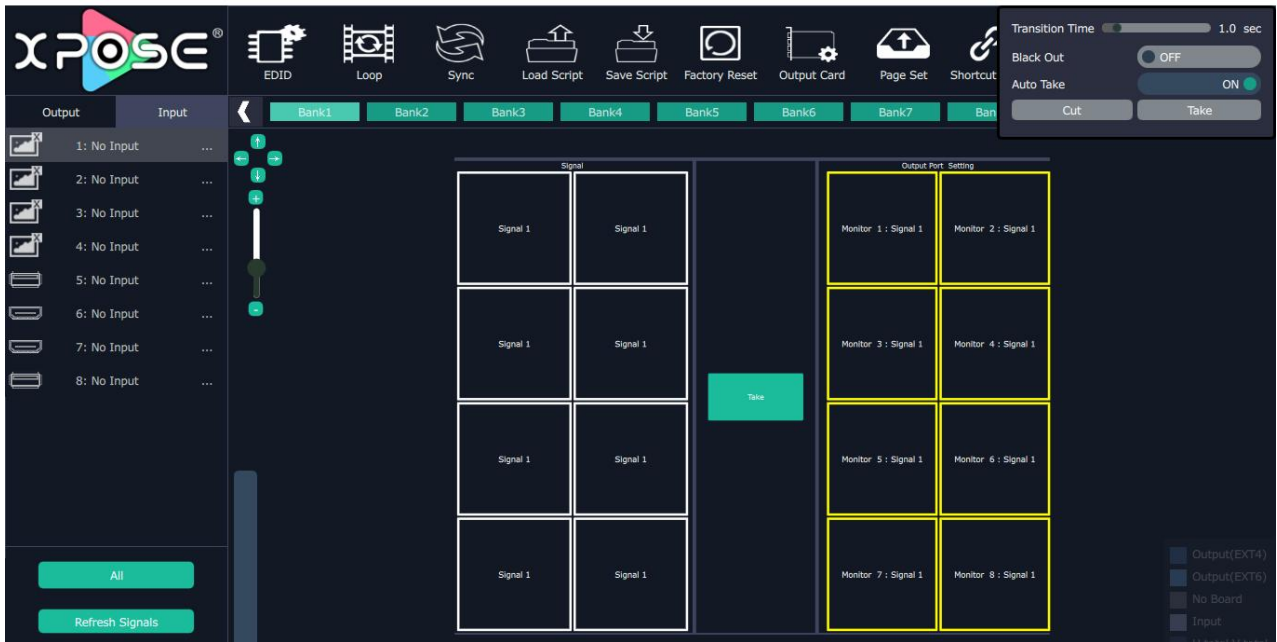 XPOSE®
EDID
Loop
Sync
Load Script
Save Script
Factory Reset
Output Card
Page Set
Shortcut
Transition Time 1.0 sec
Black Out OFF
Auto Take ON
Cut Take
Output Input
Bank1 Bank2 Bank3 Bank4 Bank5 Bank6 Bank7 Ban
1: No Input ...
2: No Input ...
3: No Input ...
4: No Input ...
5: No Input ...
6: No Input ...
7: No Input ...
8: No Input ...
All
Refresh Signals
Signal
Signal 1 Signal 1
Signal 1 Signal 1
Signal 1 Signal 1
Signal 1 Signal 1
Take
Output Port Setting
Monitor 1 : Signal 1 Monitor 2 : Signal 1
Monitor 3 : Signal 1 Monitor 4 : Signal 1
Monitor 5 : Signal 1 Monitor 6 : Signal 1
Monitor 7 : Signal 1 Monitor 8 : Signal 1
Output(EXT4)
Output(EXT6)
No Board
Input